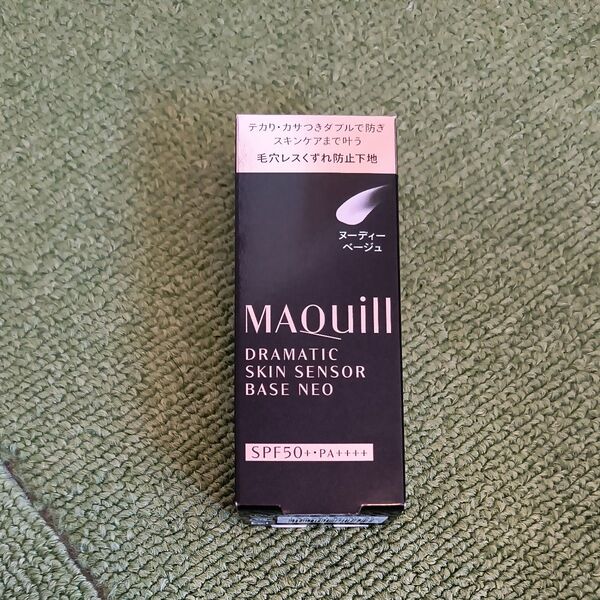 テカり・カサつきダブルで防ぎ
スキンケアまで叶う
毛穴レスくずれ防止下地
ヌーディー
ベージュ
MAQuill
DRAMATIC
SKIN SENSOR
BASE NEO
SPF50+・PA++++